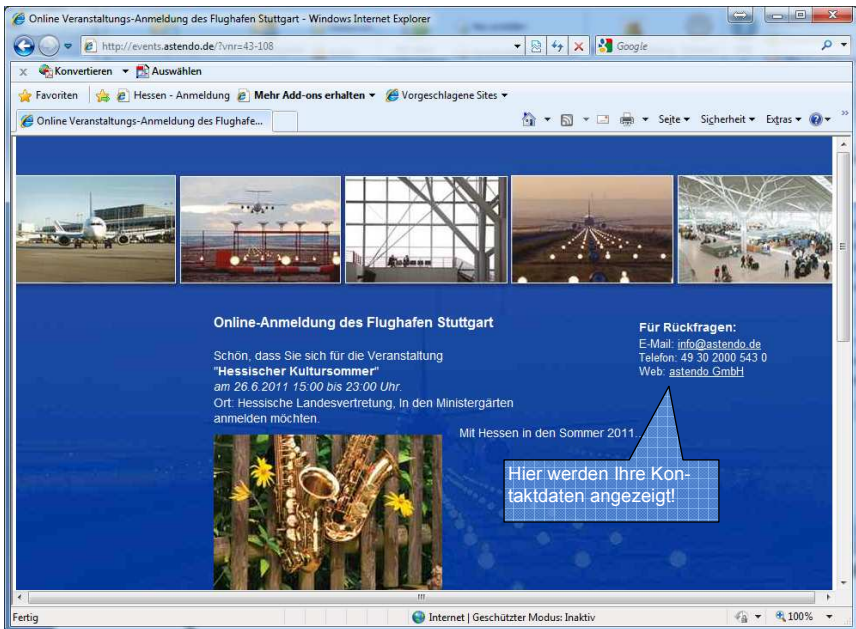 Online Veranstaltungs-Anmeldung des Flughafen Stuttgart - Windows Internet Explorer
http://events.astendo.de/?vnr=43-108
Google
x Konvertieren Auswählen
Favoriten Hessen - Anmeldung Mehr Add-ons erhalten Vorgeschlagene Sites
Online Veranstaltungs-Anmeldung des Flughafe...
Seite Sicherheit Extras
Online-Anmeldung des Flughafen Stuttgart
Schön, dass Sie sich für die Veranstaltung
"Hessischer Kultursommer"
am 26.6.2011 15:00 bis 23:00 Uhr.
Ort: Hessische Landesvertretung, In den Ministergärten
anmelden möchten.
Mit Hessen in den Sommer 2011...
Für Rückfragen:
E-Mail: info@astendo.de
Telefon: 49 30 2000 543 0
Web: astendo GmbH
Hier werden Ihre Kon-
taktdaten angezeigt!
Fertig
Internet | Geschützter Modus: Inaktiv
100%